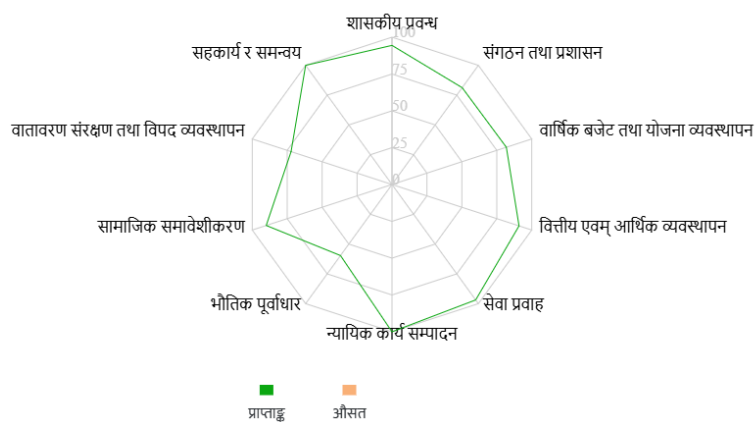 शासकीय प्रवन्ध
100
सहकार्य र समन्वय
संगठन तथा प्रशासन
75
50
वातावरण संरक्षण तथा विपद व्यवस्थापन
वार्षिक बजेट तथा योजना व्यवस्थापन
25
0
सामाजिक समावेशीकरण
वित्तीय एवम् आर्थिक व्यवस्थापन
भौतिक पूर्वाधार
सेवा प्रवाह
न्यायिक कार्य सम्पादन
प्राप्ताङ्क
औसत